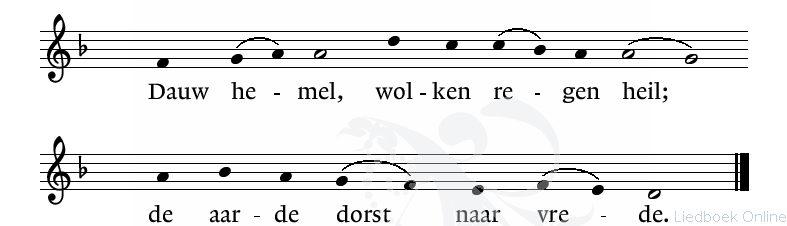 Dauw he - mel, wol - ken re - gen heil;
de aar - de dorst naar vre - de. Liedboek Online